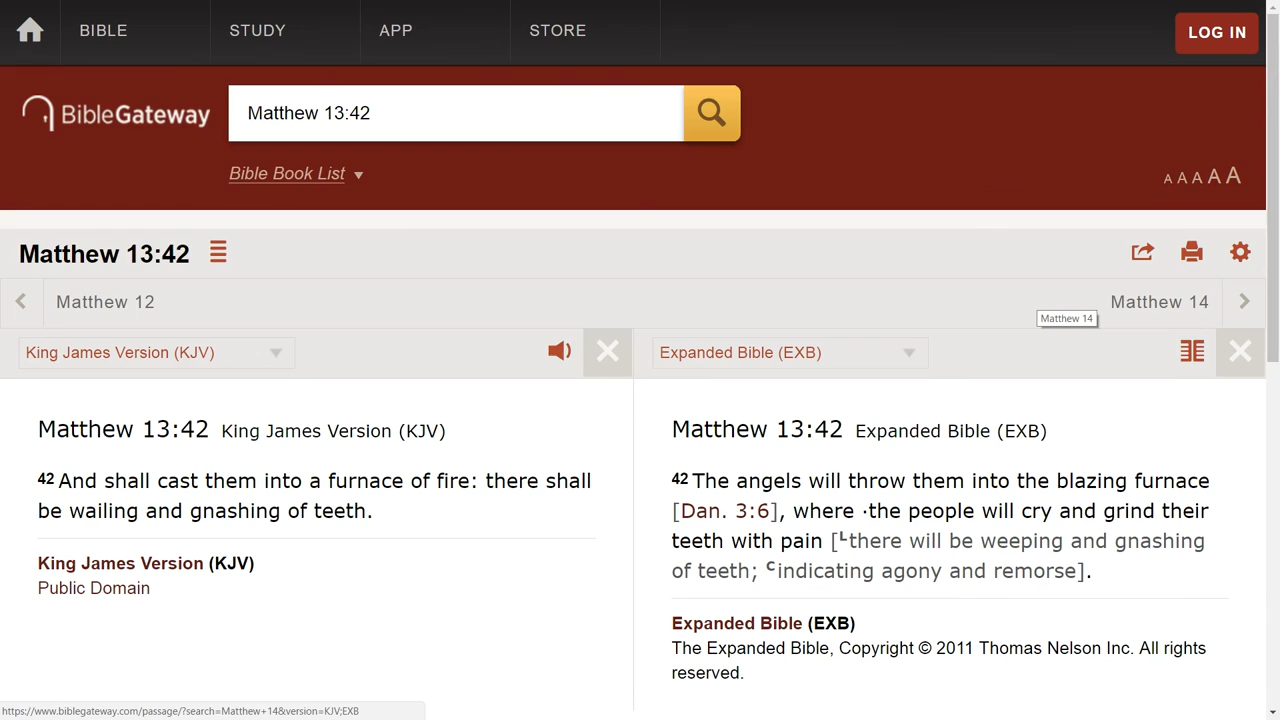 BIBLE STUDY APP STORE LOG IN
BibleGateway Matthew 13:42
Bible Book List ▼ A A A A A
Matthew 13:42
Matthew 12 Matthew 14
Matthew 14
King James Version (KJV)
Expanded Bible (EXB)
Matthew 13:42 King James Version (KJV)
42 And shall cast them into a furnace of fire: there shall
be wailing and gnashing of teeth.
King James Version (KJV)
Public Domain
Matthew 13:42 Expanded Bible (EXB)
42 The angels will throw them into the blazing furnace
[Dan. 3:6], where ·the people will cry and grind their
teeth with pain [ᴸthere will be weeping and gnashing
of teeth; ᶜindicating agony and remorse].
Expanded Bible (EXB)
The Expanded Bible, Copyright © 2011 Thomas Nelson Inc. All rights
reserved.
https://www.biblegateway.com/passage/?search=Matthew+14&version=KJV;EXB